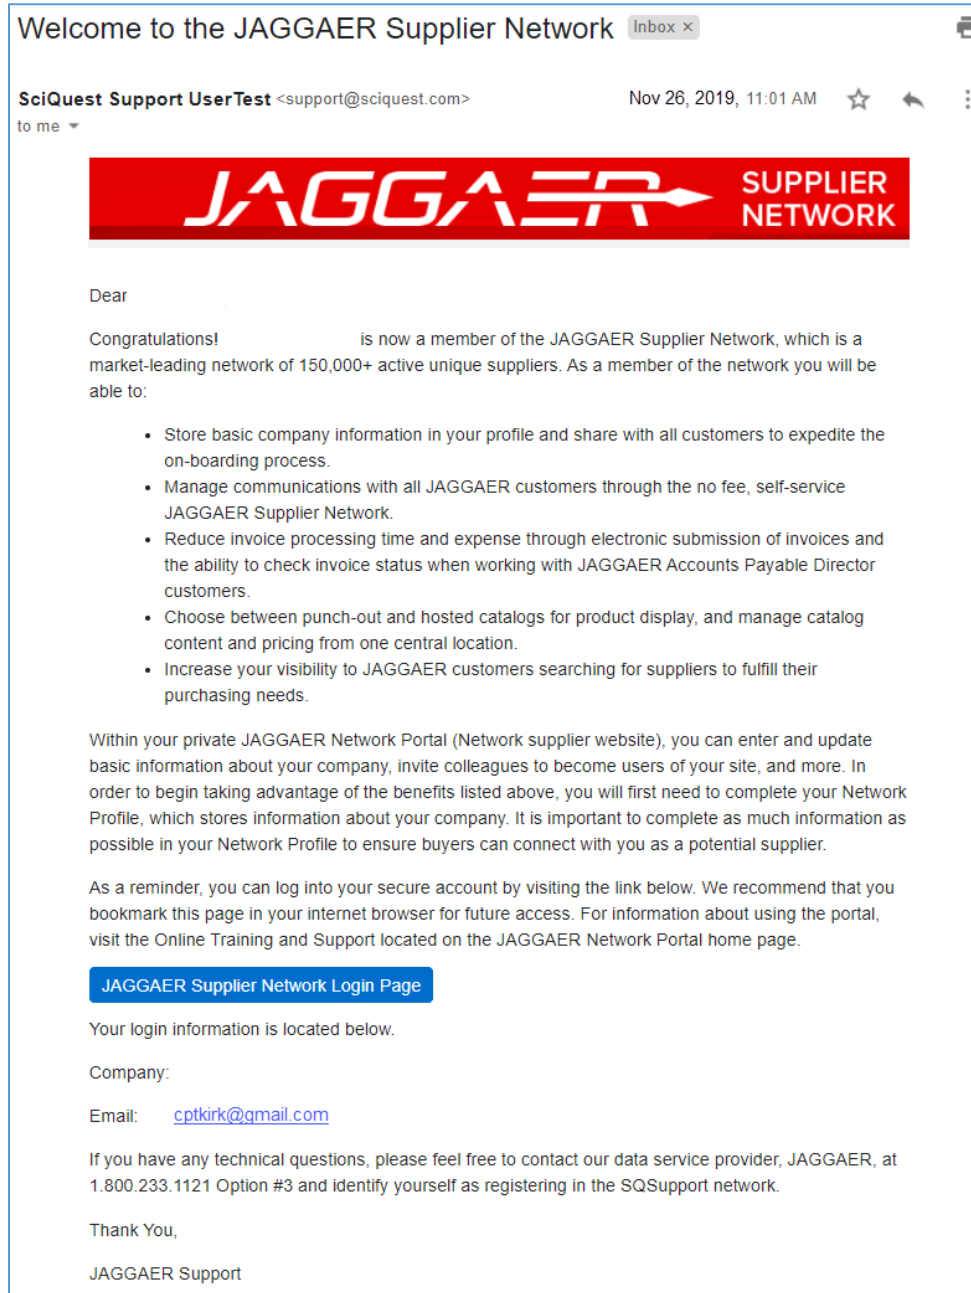 Welcome to the JAGGAER Supplier Network Inbox ×
SciQuest Support UserTest <support@sciquest.com> Nov 26, 2019, 11:01 AM
to me
JAGGAER SUPPLIER
NETWORK
Dear
Congratulations! is now a member of the JAGGAER Supplier Network, which is a
market-leading network of 150,000+ active unique suppliers. As a member of the network you will be
able to:
• Store basic company information in your profile and share with all customers to expedite the
on-boarding process.
• Manage communications with all JAGGAER customers through the no fee, self-service
JAGGAER Supplier Network.
• Reduce invoice processing time and expense through electronic submission of invoices and
the ability to check invoice status when working with JAGGAER Accounts Payable Director
customers.
• Choose between punch-out and hosted catalogs for product display, and manage catalog
content and pricing from one central location.
• Increase your visibility to JAGGAER customers searching for suppliers to fulfill their
purchasing needs.
Within your private JAGGAER Network Portal (Network supplier website), you can enter and update
basic information about your company, invite colleagues to become users of your site, and more. In
order to begin taking advantage of the benefits listed above, you will first need to complete your Network
Profile, which stores information about your company. It is important to complete as much information as
possible in your Network Profile to ensure buyers can connect with you as a potential supplier.
As a reminder, you can log into your secure account by visiting the link below. We recommend that you
bookmark this page in your internet browser for future access. For information about using the portal,
visit the Online Training and Support located on the JAGGAER Network Portal home page.
JAGGAER Supplier Network Login Page
Your login information is located below.
Company:
Email: cptkirk@gmail.com
If you have any technical questions, please feel free to contact our data service provider, JAGGAER, at
1.800.233.1121 Option #3 and identify yourself as registering in the SQSupport network.
Thank You,
JAGGAER Support